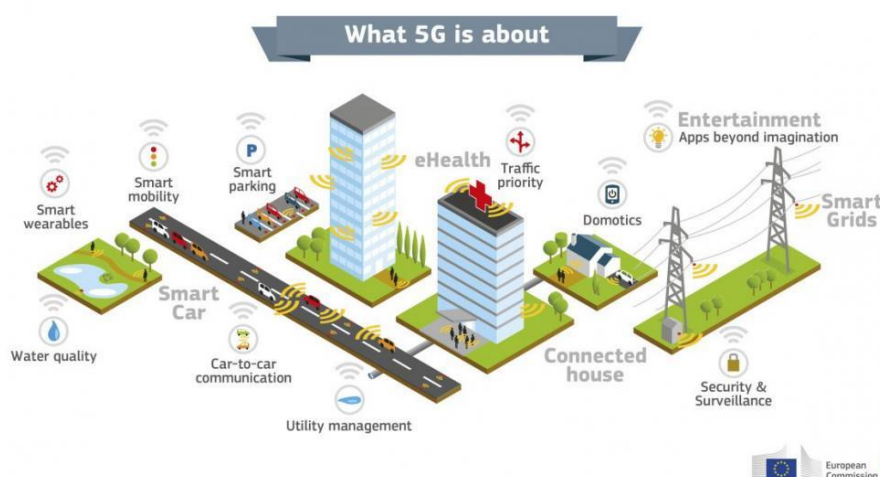 What 5G is about
Entertainment
Apps beyond imagination
eHealth
Traffic
priority
Smart
parking
Smart
mobility
Smart
wearables
Domotics
Smart
Grids
P
Smart
Car
Water quality
Car-to-car
communication
Connected
house
Security &
Surveillance
Utility management
European
Commission